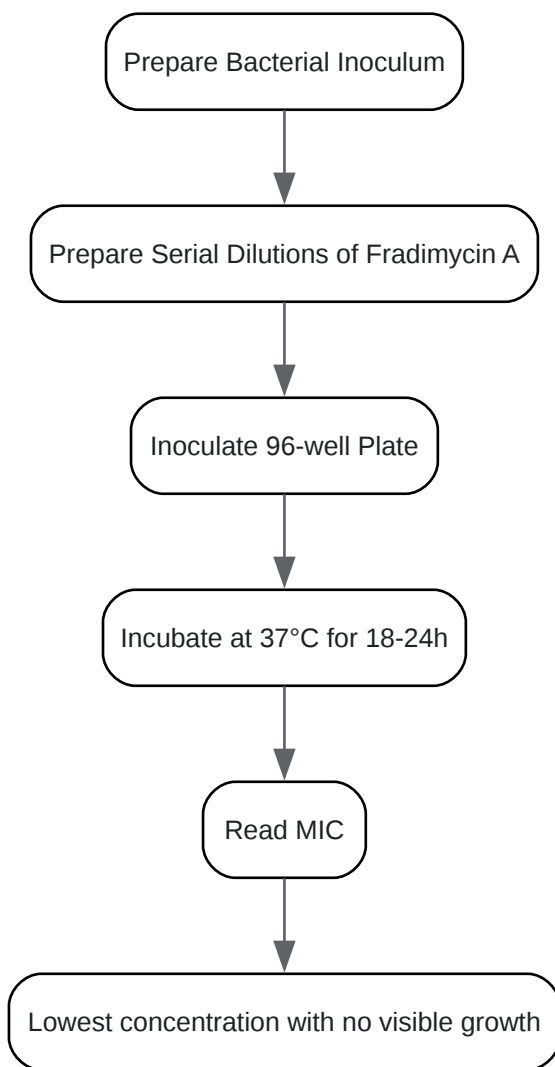 Prepare Bacterial Inoculum
Prepare Serial Dilutions of Fradimycin A
Inoculate 96-well Plate
Incubate at 37°C for 18-24h
Read MIC
Lowest concentration with no visible growth